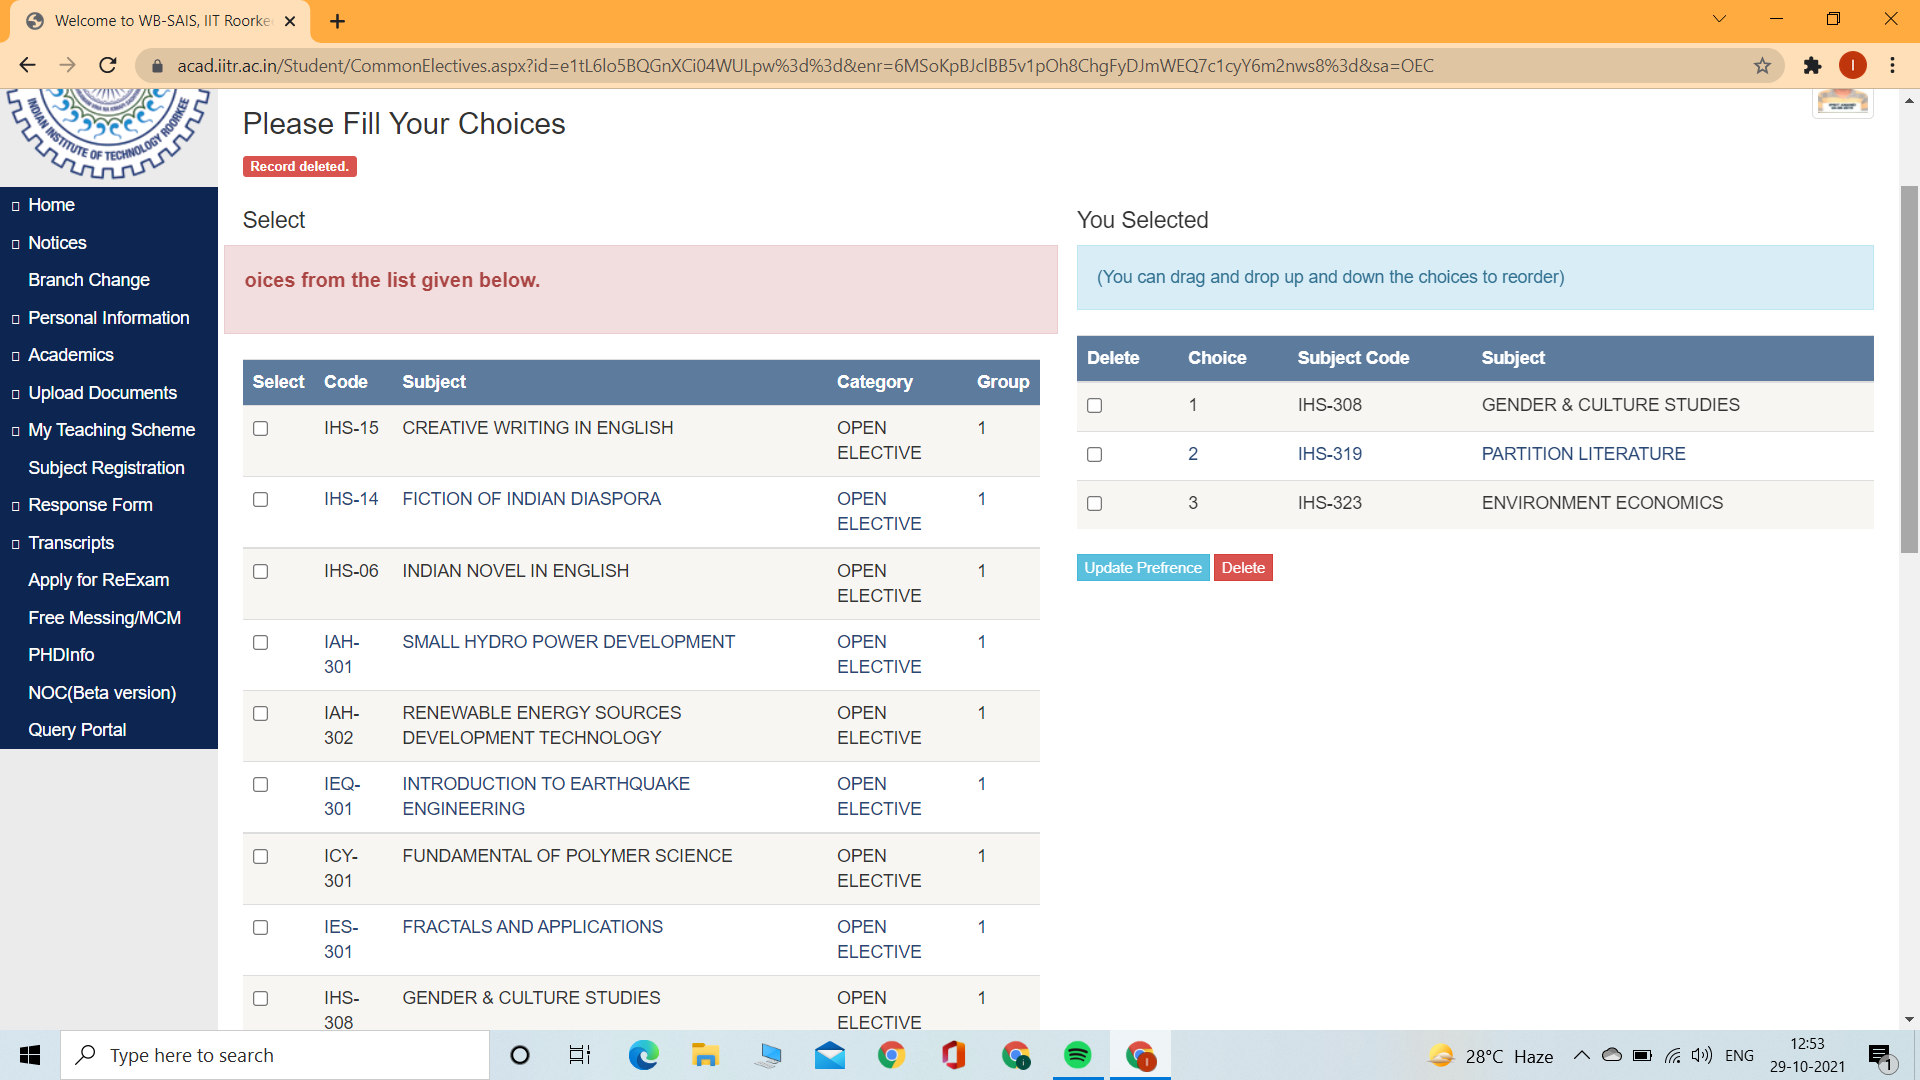 Welcome to WB-SAIS, IIT Roorke
acad.iitr.ac.in/Student/CommonElectives.aspx?id=e1tL6lo5BQGnXCi04WULpw%3d%3d&enr=6MSoKpBJclBB5v1pOh8ChgFyDJmWEQ7c1cyY6m2nws8%3d&sa=OEC
I
INDIAN INSTITUTE OF TECHNOLOGY ROORKEE
Home
Notices
Branch Change
Personal Information
Academics
Upload Documents
My Teaching Scheme
Subject Registration
Response Form
Transcripts
Apply for ReExam
Free Messing/MCM
PHDInfo
NOC(Beta version)
Query Portal
Please Fill Your Choices
Record deleted.
Select
oices from the list given below.
Select Code Subject Category Group
IHS-15 CREATIVE WRITING IN ENGLISH OPEN 1
ELECTIVE
IHS-14 FICTION OF INDIAN DIASPORA OPEN 1
ELECTIVE
IHS-06 INDIAN NOVEL IN ENGLISH OPEN 1
ELECTIVE
IAH- SMALL HYDRO POWER DEVELOPMENT OPEN 1
301 ELECTIVE
IAH- RENEWABLE ENERGY SOURCES OPEN 1
302 DEVELOPMENT TECHNOLOGY ELECTIVE
IEQ- INTRODUCTION TO EARTHQUAKE OPEN 1
301 ENGINEERING ELECTIVE
ICY- FUNDAMENTAL OF POLYMER SCIENCE OPEN 1
301 ELECTIVE
IES- FRACTALS AND APPLICATIONS OPEN 1
301 ELECTIVE
IHS- GENDER & CULTURE STUDIES OPEN 1
308 ELECTIVE
You Selected
(You can drag and drop up and down the choices to reorder)
Delete Choice Subject Code Subject
1 IHS-308 GENDER & CULTURE STUDIES
2 IHS-319 PARTITION LITERATURE
3 IHS-323 ENVIRONMENT ECONOMICS
Update Prefrence Delete
Type here to search
28°C Haze
ENG
12:53
29-10-2021
1